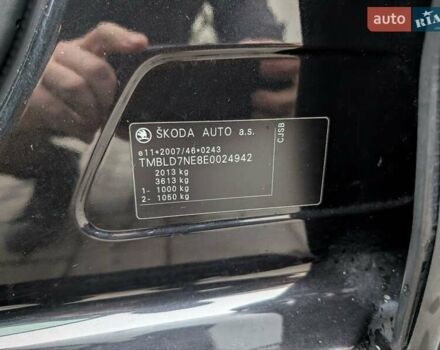 auto RIA
ŠKODA AUTO a.s.
e11*2007/46*0243
TMBLD7NE8E0024942
2013 kg
3613 kg
1- 1000 kg
2- 1050 kg
CJSB